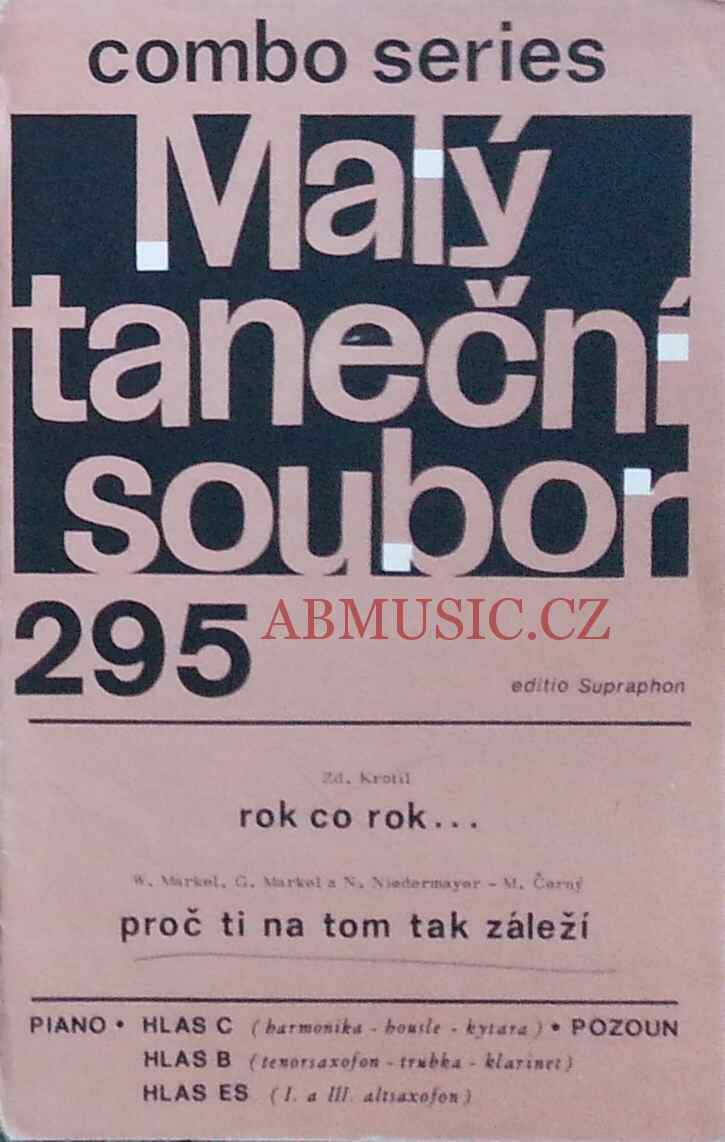 combo series
Malý
taneční
soubor
295
ABMUSIC.CZ
editio Supraphon
Zd. Krotil
rok co rok...
W. Markel, G. Markel a N. Niedermayer - M. Černý
proč ti na tom tak záleží
PIANO • HLAS C (harmonika - housle - kytara) • POZOUN
HLAS B (tenorsaxofon - trubka - klarinet)
HLAS ES (I. a III. altsaxofon)